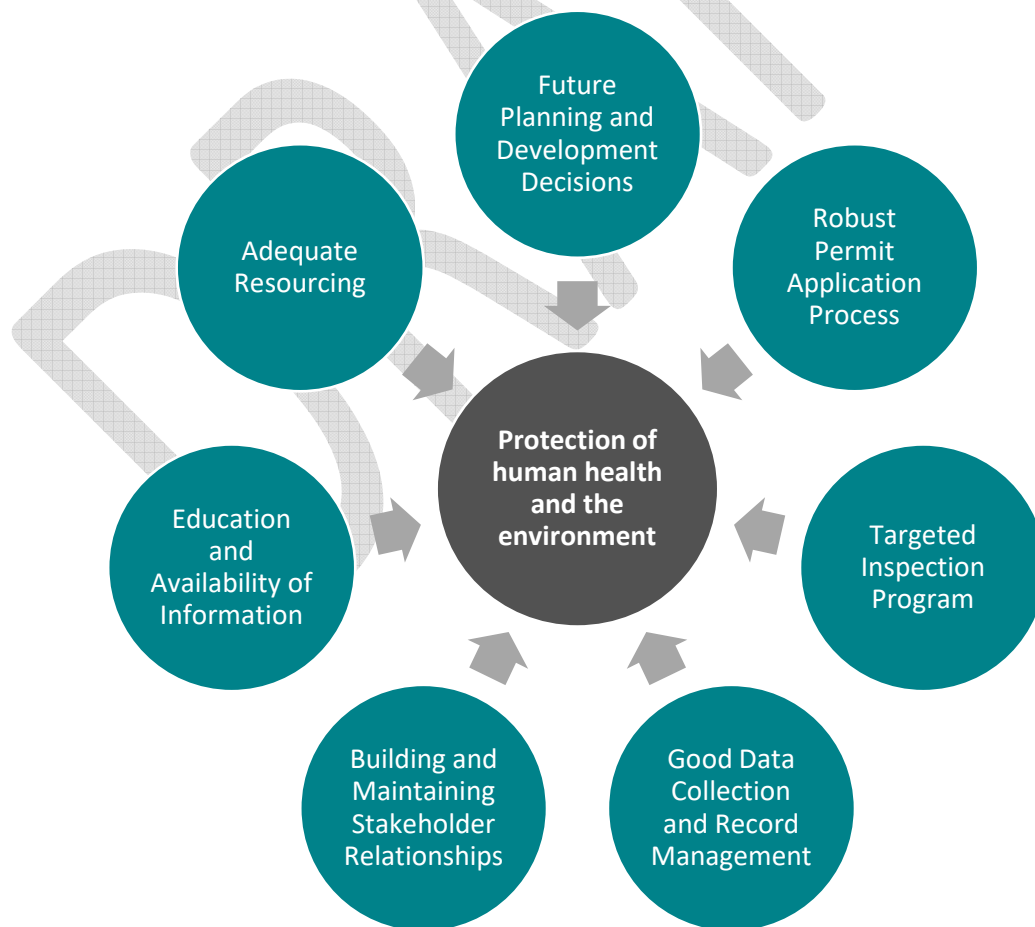 Future
Planning and
Development
Decisions
Robust
Permit
Application
Process
Targeted
Inspection
Program
Good Data
Collection
and Record
Management
Building and
Maintaining
Stakeholder
Relationships
Education
and
Availability of
Information
Adequate
Resourcing
Protection of
human health
and the
environment